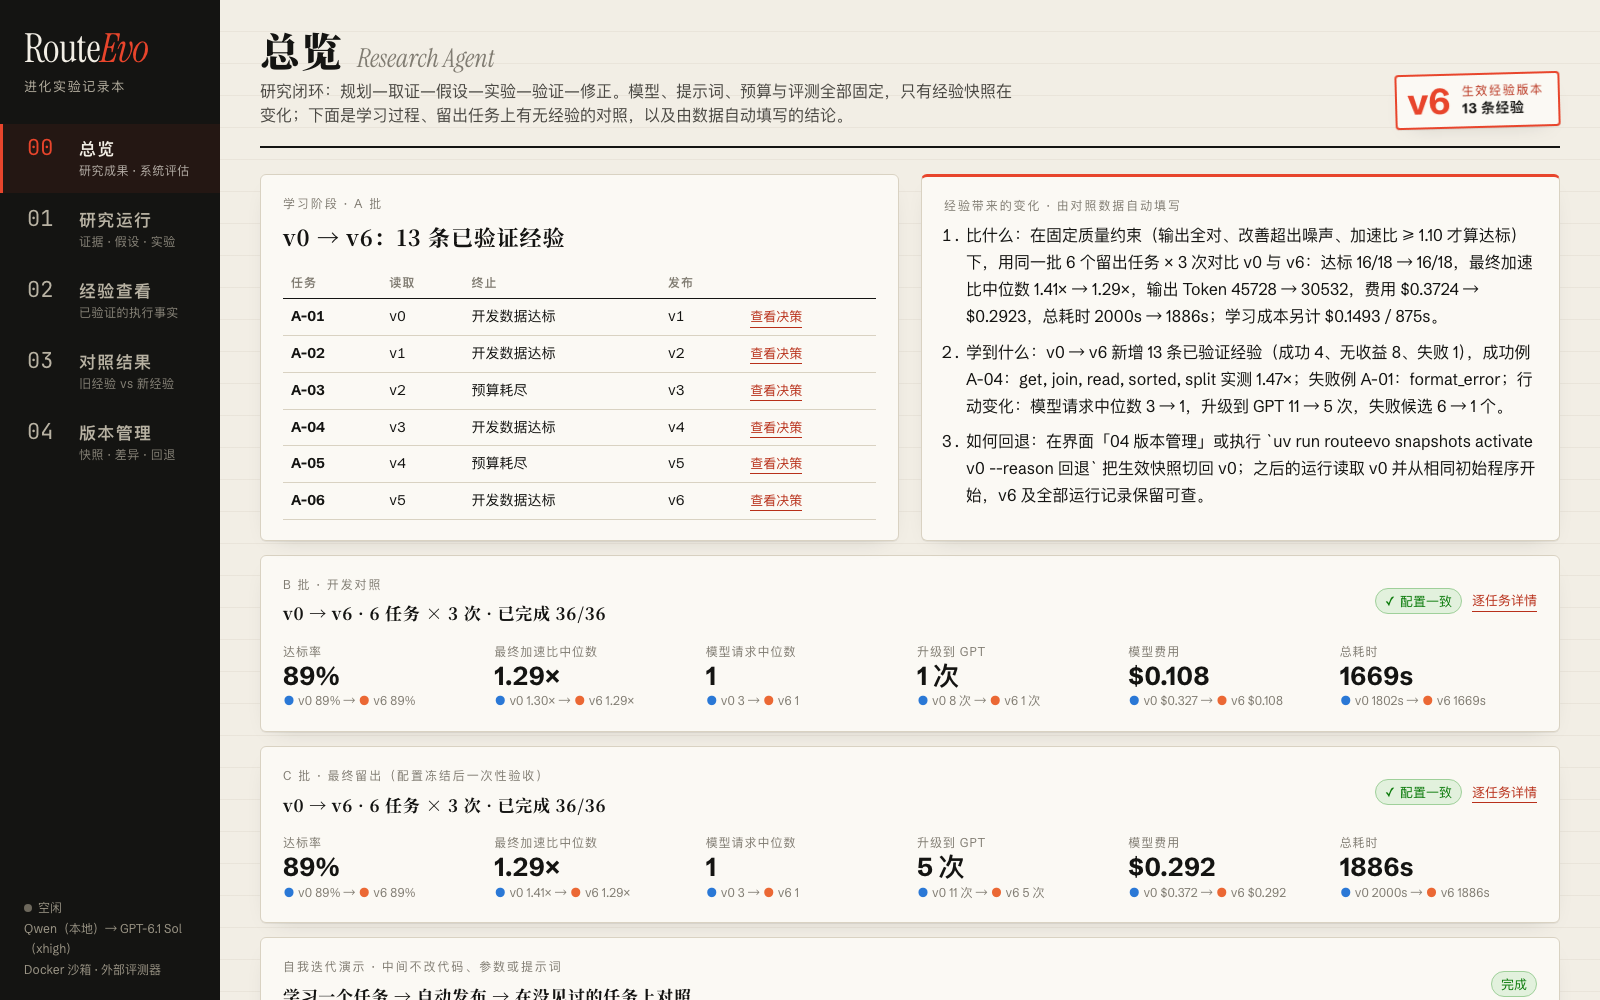 RouteEvo
进化实验记录本
00 总览
研究成果 · 系统评估
01 研究运行
证据 · 假设 · 实验
02 经验查看
已验证的执行事实
03 对照结果
旧经验 vs 新经验
04 版本管理
快照 · 差异 · 回退
空闲
Qwen（本地）→ GPT-6.1 Sol
（xhigh）
Docker 沙箱 · 外部评测器
总览 Research Agent
研究闭环：规划—取证—假设—实验—验证—修正。模型、提示词、预算与评测全部固定，只有经验快照在
变化；下面是学习过程、留出任务上有无经验的对照，以及由数据自动填写的结论。
v6 生效经验版本
13 条经验
学习阶段 · A 批
v0 → v6：13 条已验证经验
任务 读取 终止 发布
A-01 v0 开发数据达标 v1 查看决策
A-02 v1 开发数据达标 v2 查看决策
A-03 v2 预算耗尽 v3 查看决策
A-04 v3 开发数据达标 v4 查看决策
A-05 v4 预算耗尽 v5 查看决策
A-06 v5 开发数据达标 v6 查看决策
经验带来的变化 · 由对照数据自动填写
1. 比什么：在固定质量约束（输出全对、改善超出噪声、加速比 ≥ 1.10 才算达标）
下，用同一批 6 个留出任务 × 3 次对比 v0 与 v6：达标 16/18 → 16/18，最终加速
比中位数 1.41× → 1.29×，输出 Token 45728 → 30532，费用 $0.3724 →
$0.2923，总耗时 2000s → 1886s；学习成本另计 $0.1493 / 875s。
2. 学到什么：v0 → v6 新增 13 条已验证经验（成功 4、无收益 8、失败 1），成功例
A-04：get, join, read, sorted, split 实测 1.47×；失败例 A-01：format_error；行
动变化：模型请求中位数 3 → 1，升级到 GPT 11 → 5 次，失败候选 6 → 1 个。
3. 如何回退：在界面「04 版本管理」或执行 `uv run routeevo snapshots activate
v0 --reason 回退` 把生效快照切回 v0；之后的运行读取 v0 并从相同初始程序开
始，v6 及全部运行记录保留可查。
B 批 · 开发对照
v0 → v6 · 6 任务 × 3 次 · 已完成 36/36
✓ 配置一致 逐任务详情
达标率 最终加速比中位数 模型请求中位数 升级到 GPT 模型费用 总耗时
89% 1.29× 1 1 次 $0.108 1669s
v0 89% → v6 89% v0 1.30× → v6 1.29× v0 3 → v6 1 v0 8 次 → v6 1 次 v0 $0.327 → v6 $0.108 v0 1802s → v6 1669s
C 批 · 最终留出（配置冻结后一次性验收）
v0 → v6 · 6 任务 × 3 次 · 已完成 36/36
✓ 配置一致 逐任务详情
达标率 最终加速比中位数 模型请求中位数 升级到 GPT 模型费用 总耗时
89% 1.29× 1 5 次 $0.292 1886s
v0 89% → v6 89% v0 1.41× → v6 1.29× v0 3 → v6 1 v0 11 次 → v6 5 次 v0 $0.372 → v6 $0.292 v0 2000s → v6 1886s
自我迭代演示 · 中间不改代码、参数或提示词
完成
学习一个任务 → 自动发布 → 在没见过的任务上对照